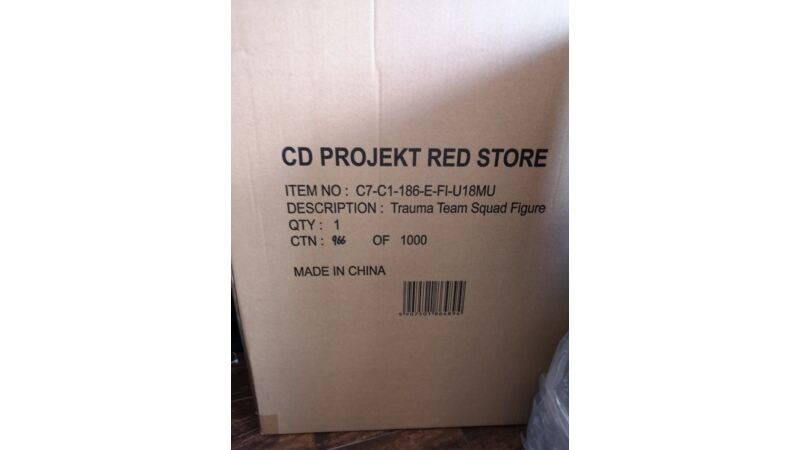 CD PROJEKT RED STORE
ITEM NO : C7-C1-186-E-FI-U18MU
DESCRIPTION : Trauma Team Squad Figure
QTY : 1
CTN : 966 OF 1000
MADE IN CHINA